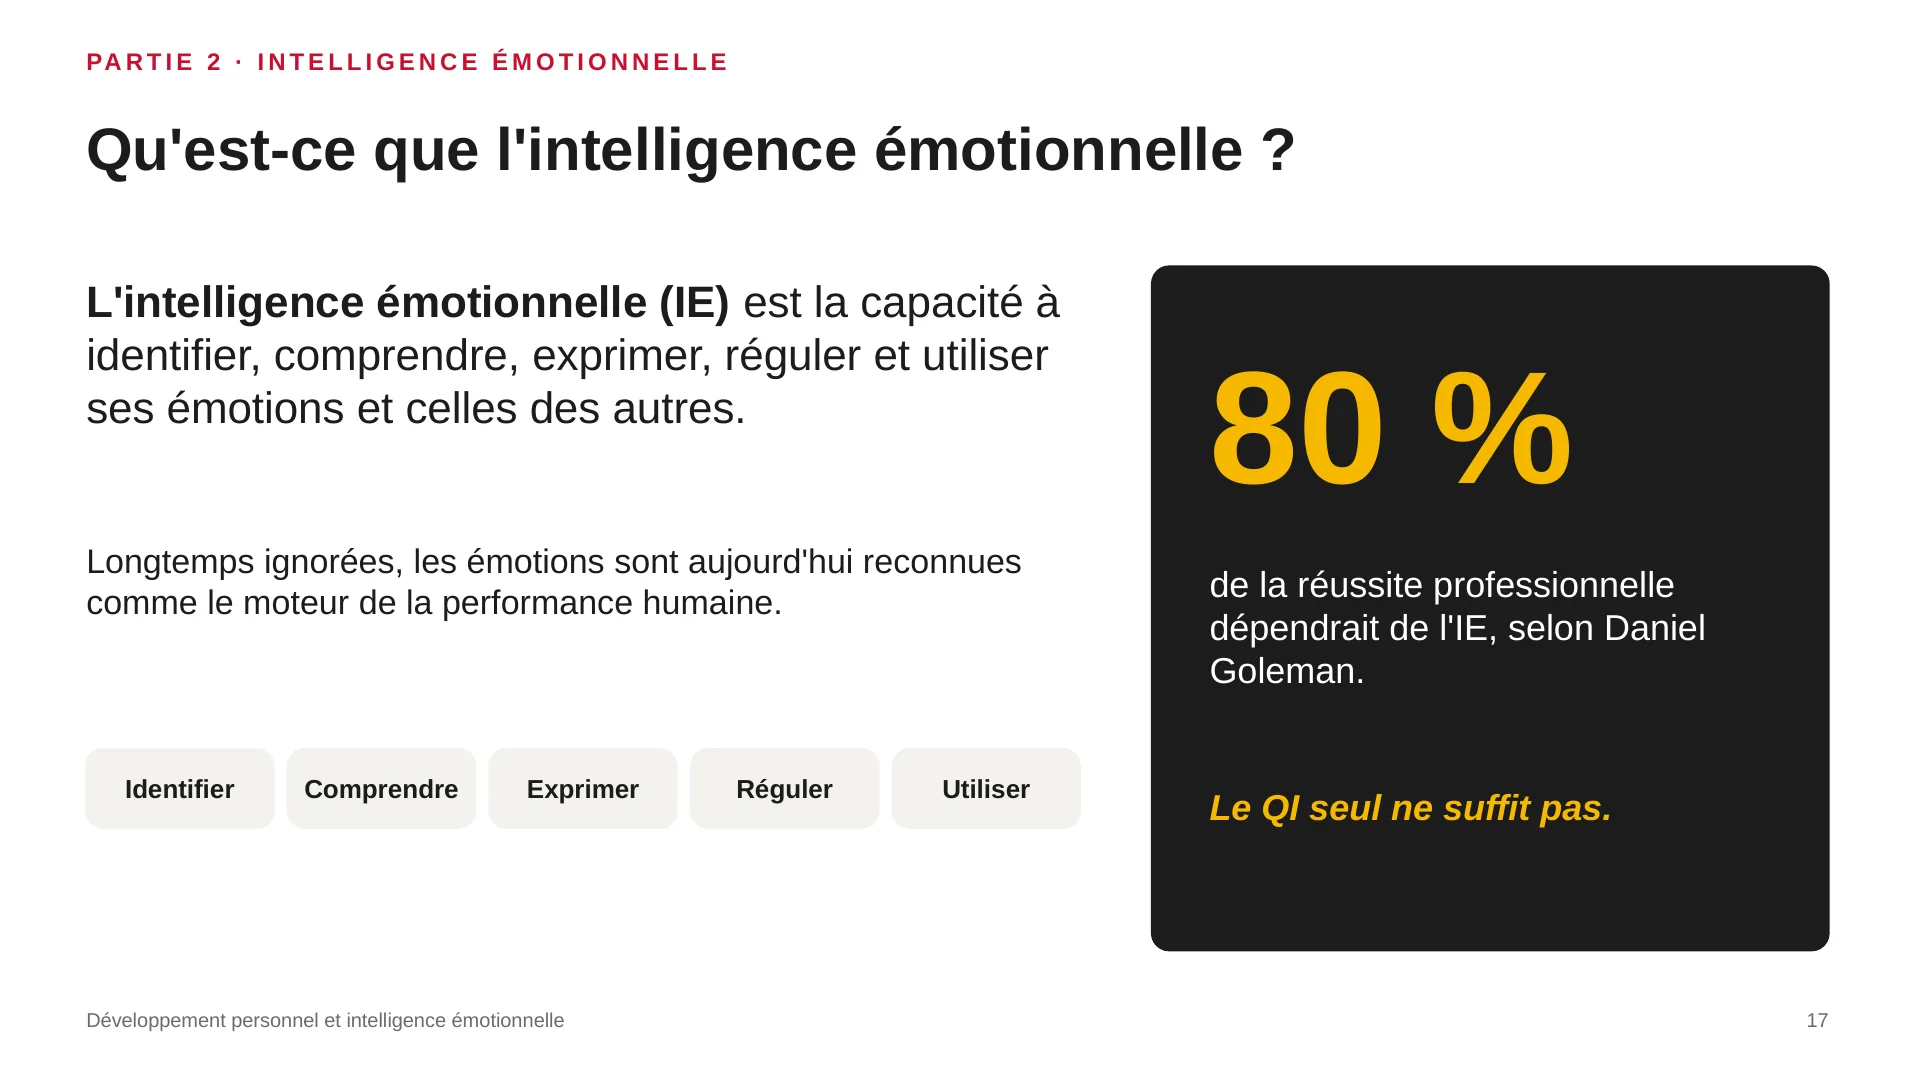 PARTIE 2 · INTELLIGENCE ÉMOTIONNELLE
Qu'est-ce que l'intelligence émotionnelle ?
L'intelligence émotionnelle (IE) est la capacité à
identifier, comprendre, exprimer, réguler et utiliser
ses émotions et celles des autres.
Longtemps ignorées, les émotions sont aujourd'hui reconnues
comme le moteur de la performance humaine.
Identifier
Comprendre
Exprimer
Réguler
Utiliser
80 %
de la réussite professionnelle
dépendrait de l'IE, selon Daniel
Goleman.
Le QI seul ne suffit pas.
Développement personnel et intelligence émotionnelle
17